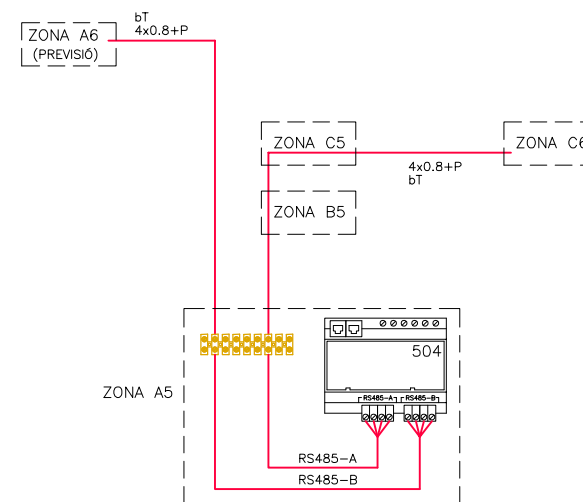 bT
4x0.8+P
ZONA A6
(PREVISIÓ)
ZONA C5
ZONA C6
4x0.8+P
bT
ZONA B5
504
ZONA A5
RS485-A
RS485-B
RS485-A
RS485-B